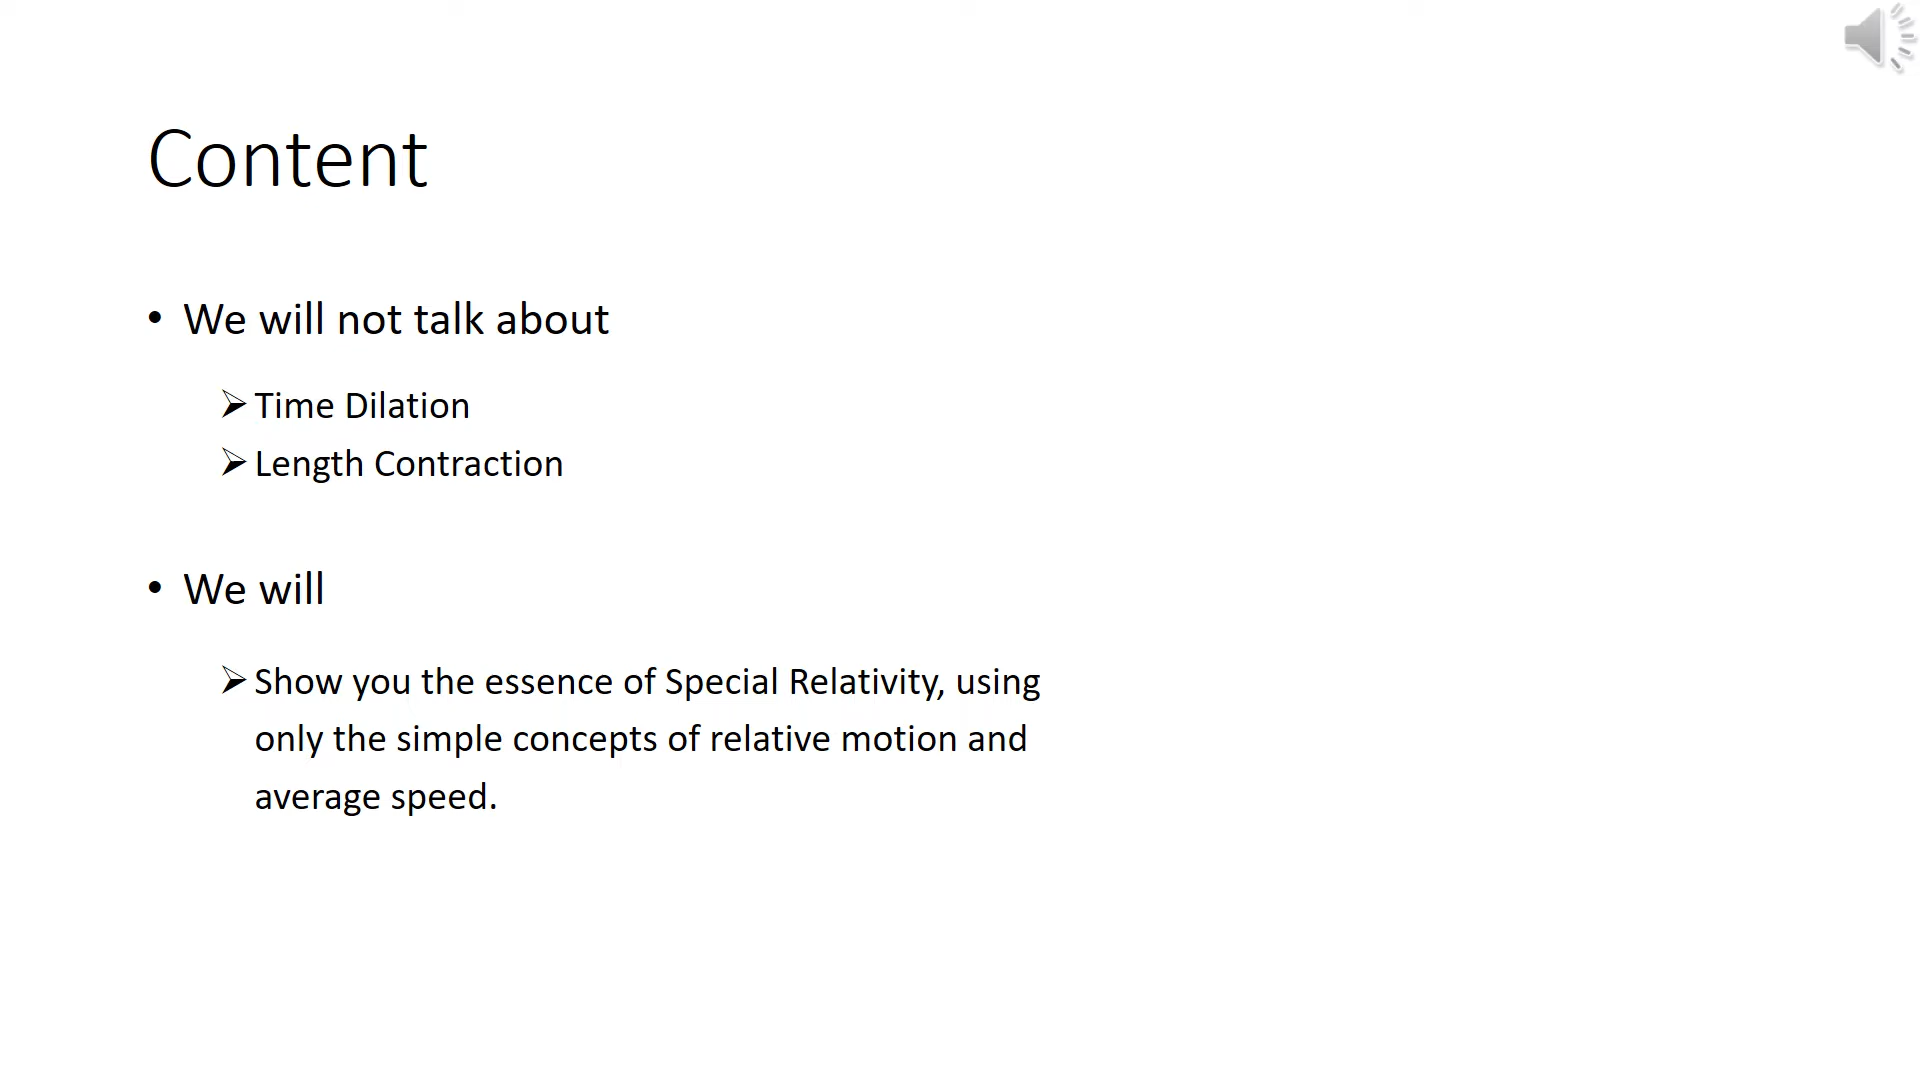 Content
• We will not talk about
➢ Time Dilation
➢ Length Contraction
• We will
➢ Show you the essence of Special Relativity, using
only the simple concepts of relative motion and
average speed.